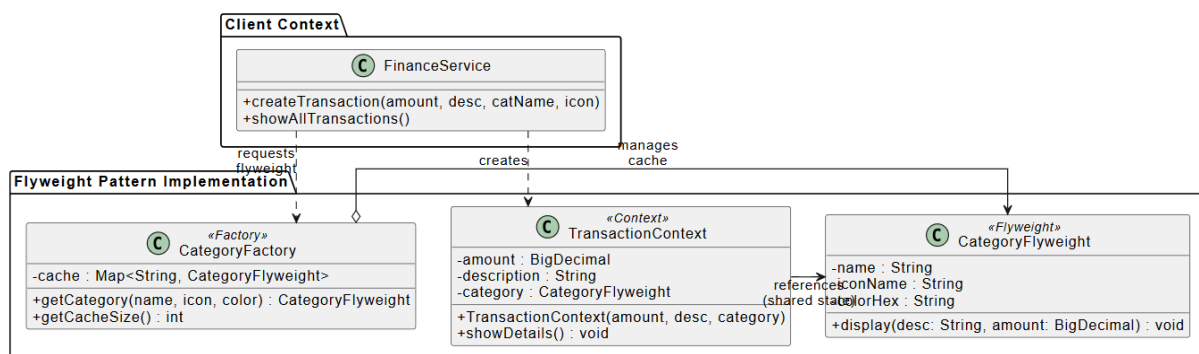 Client Context
C FinanceService
+createTransaction(amount, desc, catName, icon)
+showAllTransactions()
requests
flyweight
creates
manages
cache
Flyweight Pattern Implementation
«Factory»
C CategoryFactory
-cache : Map<String, CategoryFlyweight>
+getCategory(name, icon, color) : CategoryFlyweight
+getCacheSize() : int
«Context»
C TransactionContext
-amount : BigDecimal
-description : String
-category : CategoryFlyweight
+TransactionContext(amount, desc, category)
+showDetails() : void
references
(shared state)
«Flyweight»
C CategoryFlyweight
-name : String
-iconName : String
-colorHex : String
+display(desc: String, amount: BigDecimal) : void